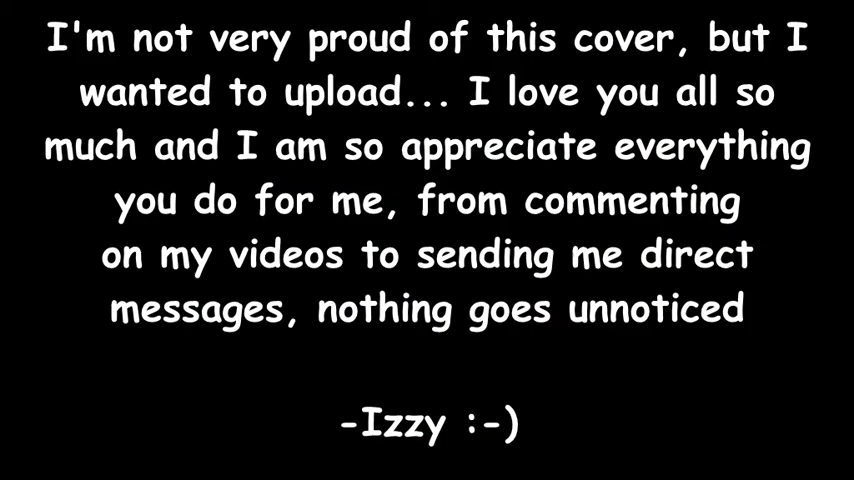 I'm not very proud of this cover, but I
wanted to upload... I love you all so
much and I am so appreciate everything
you do for me, from commenting
on my videos to sending me direct
messages, nothing goes unnoticed
-Izzy :-)